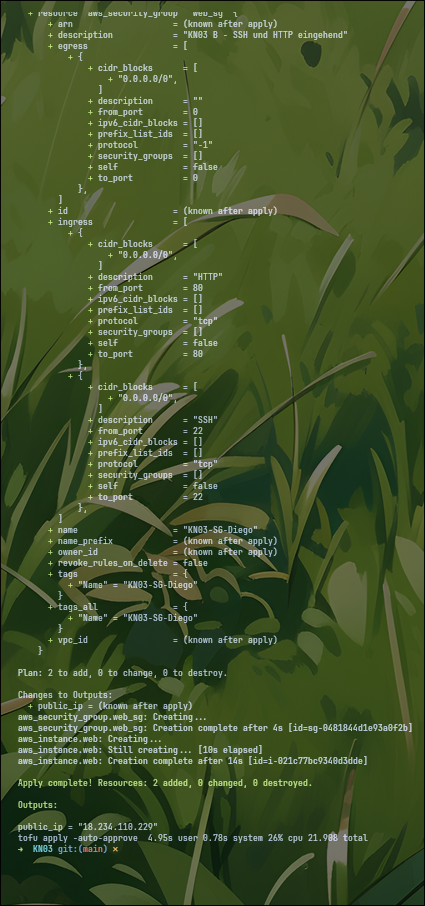 + resource "aws_security_group" "web_sg" {
+ arn = (known after apply)
+ description = "KN03 B - SSH und HTTP eingehend"
+ egress = [
+ {
+ cidr_blocks = [
+ "0.0.0.0/0",
]
+ description = ""
+ from_port = 0
+ ipv6_cidr_blocks = []
+ prefix_list_ids = []
+ protocol = "-1"
+ security_groups = []
+ self = false
+ to_port = 0
},
]
+ id = (known after apply)
+ ingress = [
+ {
+ cidr_blocks = [
+ "0.0.0.0/0",
]
+ description = "HTTP"
+ from_port = 80
+ ipv6_cidr_blocks = []
+ prefix_list_ids = []
+ protocol = "tcp"
+ security_groups = []
+ self = false
+ to_port = 80
},
+ {
+ cidr_blocks = [
+ "0.0.0.0/0",
]
+ description = "SSH"
+ from_port = 22
+ ipv6_cidr_blocks = []
+ prefix_list_ids = []
+ protocol = "tcp"
+ security_groups = []
+ self = false
+ to_port = 22
},
]
+ name = "KN03-SG-Diego"
+ name_prefix = (known after apply)
+ owner_id = (known after apply)
+ revoke_rules_on_delete = false
+ tags = {
+ "Name" = "KN03-SG-Diego"
}
+ tags_all = {
+ "Name" = "KN03-SG-Diego"
}
+ vpc_id = (known after apply)
}
Plan: 2 to add, 0 to change, 0 to destroy.
Changes to Outputs:
+ public_ip = (known after apply)
aws_security_group.web_sg: Creating...
aws_security_group.web_sg: Creation complete after 4s [id=sg-0481844d1e93a0f2b]
aws_instance.web: Creating...
aws_instance.web: Still creating... [10s elapsed]
aws_instance.web: Creation complete after 14s [id=i-021c77bc9340d3dde]
Apply complete! Resources: 2 added, 0 changed, 0 destroyed.
Outputs:
public_ip = "18.234.110.229"
tofu apply -auto-approve 4.95s user 0.78s system 26% cpu 21.908 total
➜ KN03 git:(main) ✗